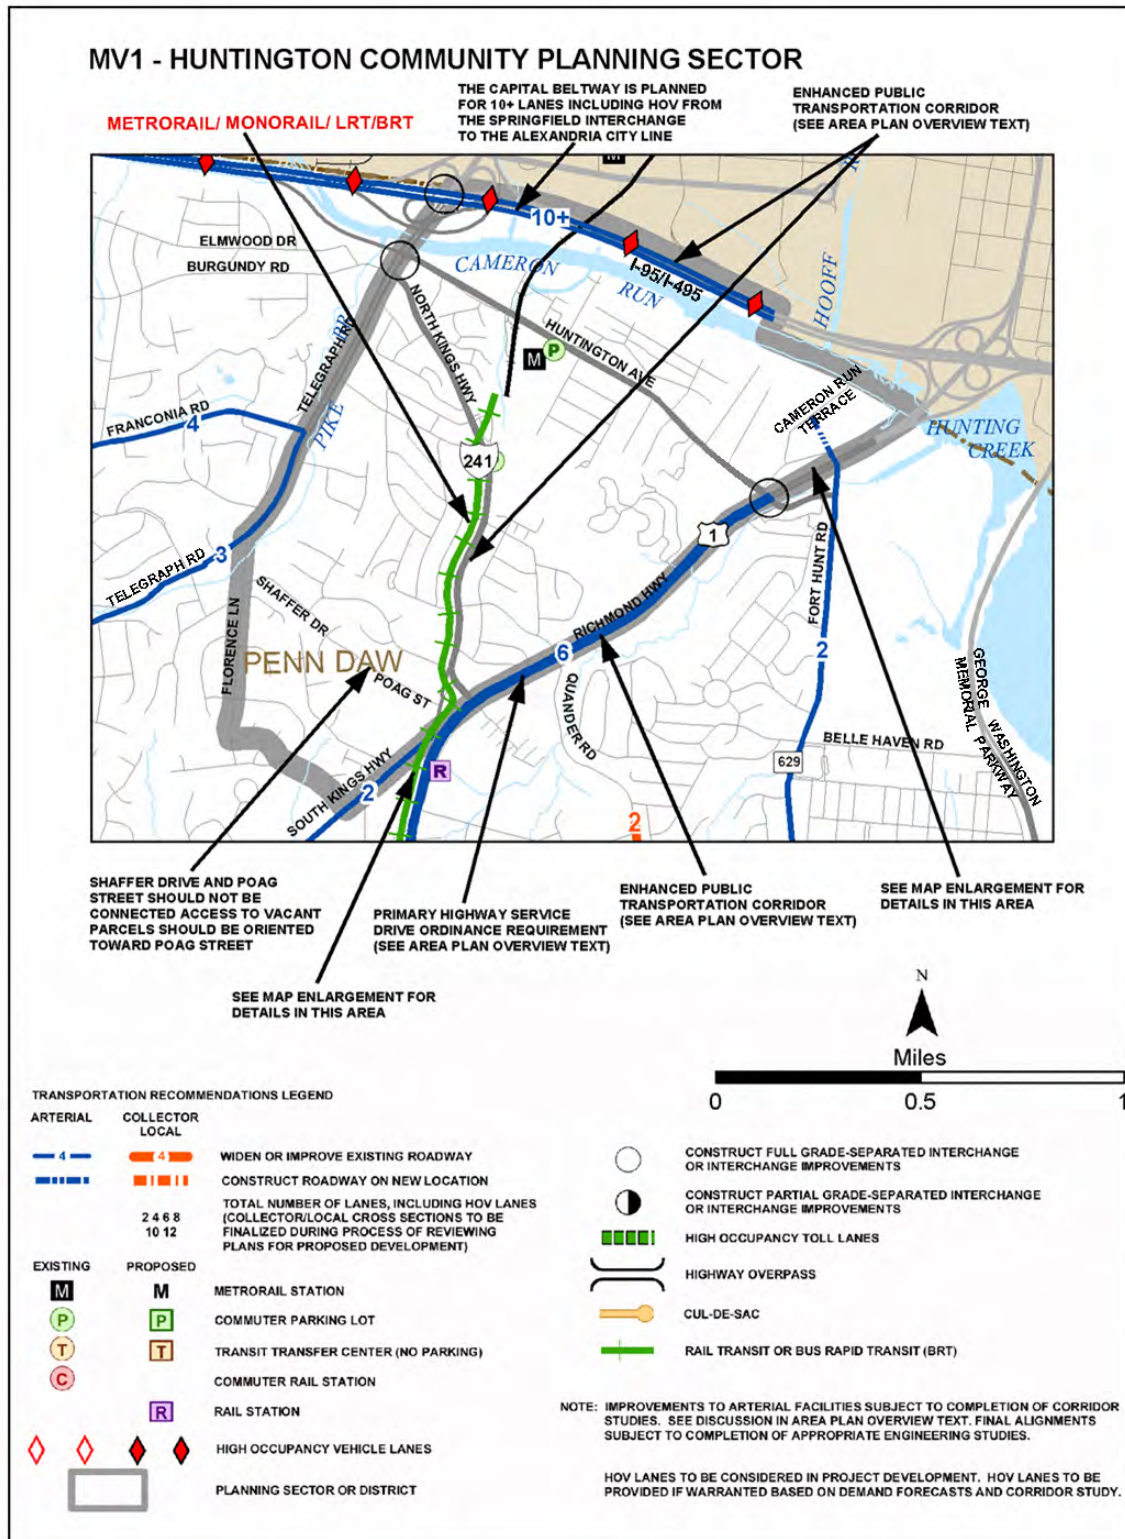 MV1 - HUNTINGTON COMMUNITY PLANNING SECTOR
THE CAPITAL BELTWAY IS PLANNED
FOR 10+ LANES INCLUDING HOV FROM
THE SPRINGFIELD INTERCHANGE
TO THE ALEXANDRIA CITY LINE
ENHANCED PUBLIC
TRANSPORTATION CORRIDOR
(SEE AREA PLAN OVERVIEW TEXT)
METRORAIL/ MONORAIL/ LRT/BRT
M
10+
ELMWOOD DR
BURGUNDY RD
CAMERON
RUN
I-95/I-495
HOOFF
R
NORTH KINGS HWY
HUNTINGTON AVE
M
P
TELEGRAPH RD
PIKE
BR
FRANCONIA RD
4
CAMERON RUN
TERRACE
HUNTING
CREEK
241
1
3
TELEGRAPH RD
SHAFFER DR
FORT HUNT RD
RICHMOND HWY
FLORENCE LN
PENN DAW
POAG ST
6
2
QUANDER RD
GEORGE WASHINGTON
MEMORIAL PARKWAY
BELLE HAVEN RD
629
R
SOUTH KINGS HWY
2
2
SHAFFER DRIVE AND POAG
STREET SHOULD NOT BE
CONNECTED ACCESS TO VACANT
PARCELS SHOULD BE ORIENTED
TOWARD POAG STREET
PRIMARY HIGHWAY SERVICE
DRIVE ORDINANCE REQUIREMENT
(SEE AREA PLAN OVERVIEW TEXT)
ENHANCED PUBLIC
TRANSPORTATION CORRIDOR
(SEE AREA PLAN OVERVIEW TEXT)
SEE MAP ENLARGEMENT FOR
DETAILS IN THIS AREA
SEE MAP ENLARGEMENT FOR
DETAILS IN THIS AREA
N
Miles
0 0.5 1
TRANSPORTATION RECOMMENDATIONS LEGEND
ARTERIAL COLLECTOR
LOCAL
4 4 WIDEN OR IMPROVE EXISTING ROADWAY
CONSTRUCT ROADWAY ON NEW LOCATION
2 4 6 8
10 12
TOTAL NUMBER OF LANES, INCLUDING HOV LANES
(COLLECTOR/LOCAL CROSS SECTIONS TO BE
FINALIZED DURING PROCESS OF REVIEWING
PLANS FOR PROPOSED DEVELOPMENT)
EXISTING PROPOSED
M M METRORAIL STATION
P P COMMUTER PARKING LOT
T T TRANSIT TRANSFER CENTER (NO PARKING)
C COMMUTER RAIL STATION
R RAIL STATION
HIGH OCCUPANCY VEHICLE LANES
PLANNING SECTOR OR DISTRICT
CONSTRUCT FULL GRADE-SEPARATED INTERCHANGE
OR INTERCHANGE IMPROVEMENTS
CONSTRUCT PARTIAL GRADE-SEPARATED INTERCHANGE
OR INTERCHANGE IMPROVEMENTS
HIGH OCCUPANCY TOLL LANES
HIGHWAY OVERPASS
CUL-DE-SAC
RAIL TRANSIT OR BUS RAPID TRANSIT (BRT)
NOTE: IMPROVEMENTS TO ARTERIAL FACILITIES SUBJECT TO COMPLETION OF CORRIDOR
STUDIES. SEE DISCUSSION IN AREA PLAN OVERVIEW TEXT. FINAL ALIGNMENTS
SUBJECT TO COMPLETION OF APPROPRIATE ENGINEERING STUDIES.
HOV LANES TO BE CONSIDERED IN PROJECT DEVELOPMENT. HOV LANES TO BE
PROVIDED IF WARRANTED BASED ON DEMAND FORECASTS AND CORRIDOR STUDY.